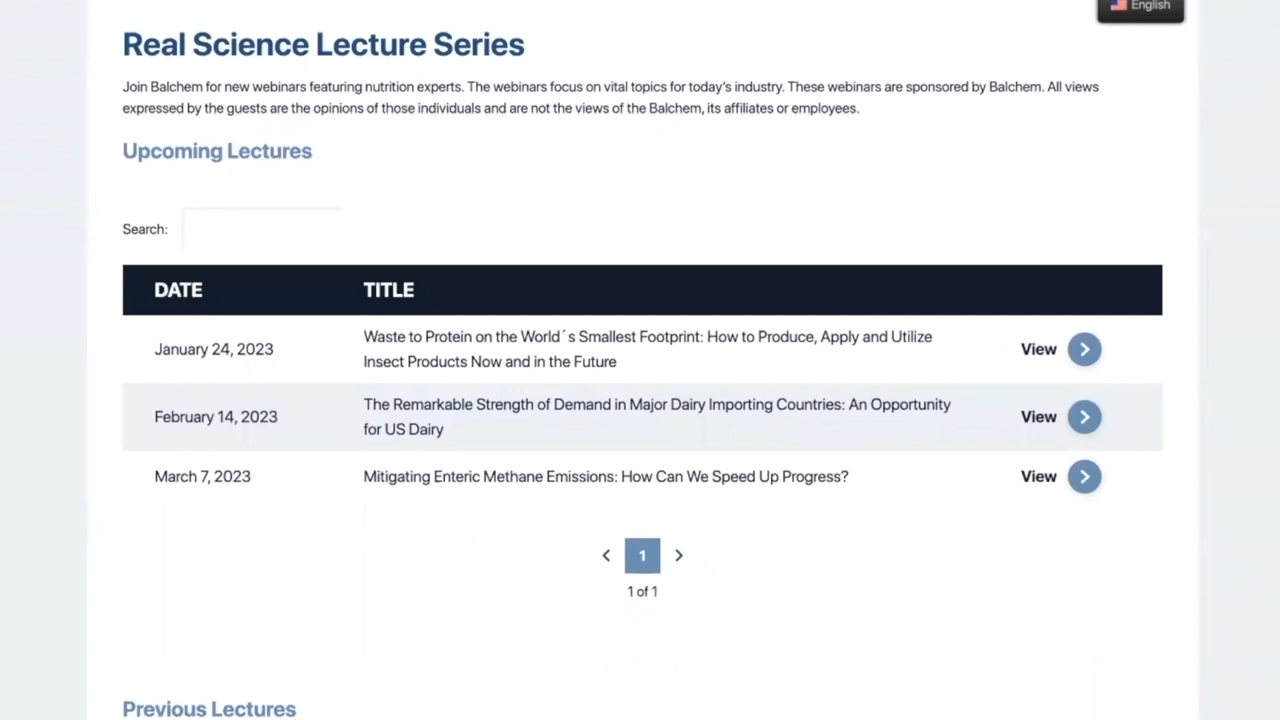 English
Real Science Lecture Series
Join Balchem for new webinars featuring nutrition experts. The webinars focus on vital topics for today's industry. These webinars are sponsored by Balchem. All views
expressed by the guests are the opinions of those individuals and are not the views of the Balchem, its affiliates or employees.
Upcoming Lectures
Search:
DATE TITLE
January 24, 2023 Waste to Protein on the World´s Smallest Footprint: How to Produce, Apply and Utilize
Insect Products Now and in the Future View
February 14, 2023 The Remarkable Strength of Demand in Major Dairy Importing Countries: An Opportunity
for US Dairy View
March 7, 2023 Mitigating Enteric Methane Emissions: How Can We Speed Up Progress? View
1
1 of 1
Previous Lectures